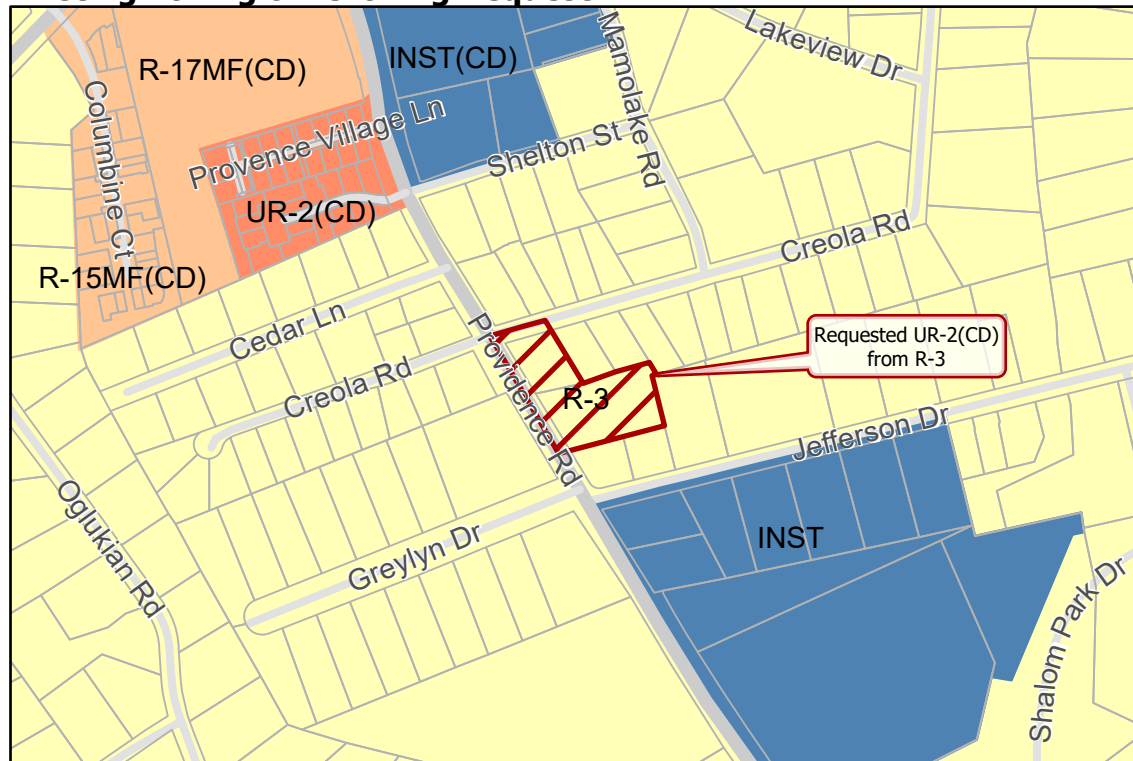 Lakeview Dr
R-17MF(CD)
INST(CD)
Mamolake Rd
Columbine Ct
Provence Village Ln
Shelton St
UR-2(CD)
Creola Rd
R-15MF(CD)
Cedar Ln
Providence Rd
Requested UR-2(CD)
from R-3
Creola Rd
R-3
Jefferson Dr
Oglukian Rd
INST
Greylyn Dr
Shalom Park Dr